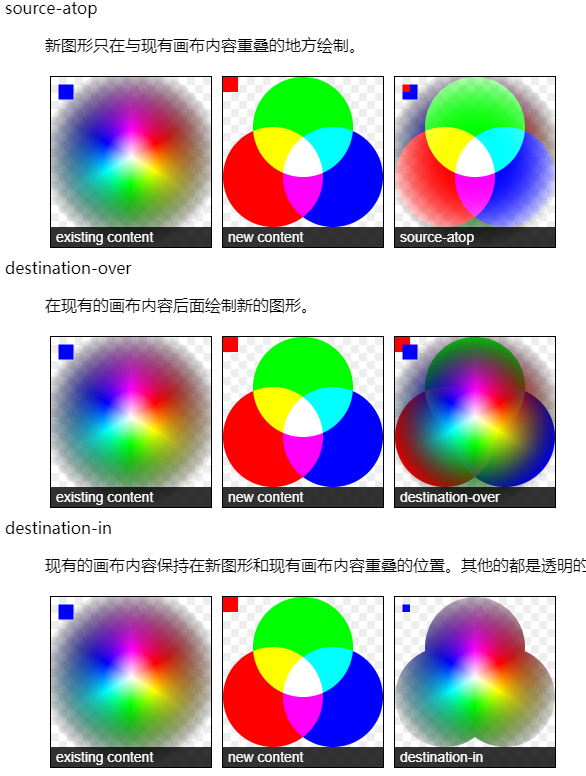 source-atop
新图形只在与现有画布内容重叠的地方绘制。
existing content new content source-atop
destination-over
在现有的画布内容后面绘制新的图形。
existing content new content destination-over
destination-in
现有的画布内容保持在新图形和现有画布内容重叠的位置。其他的都是透明的
existing content new content destination-in